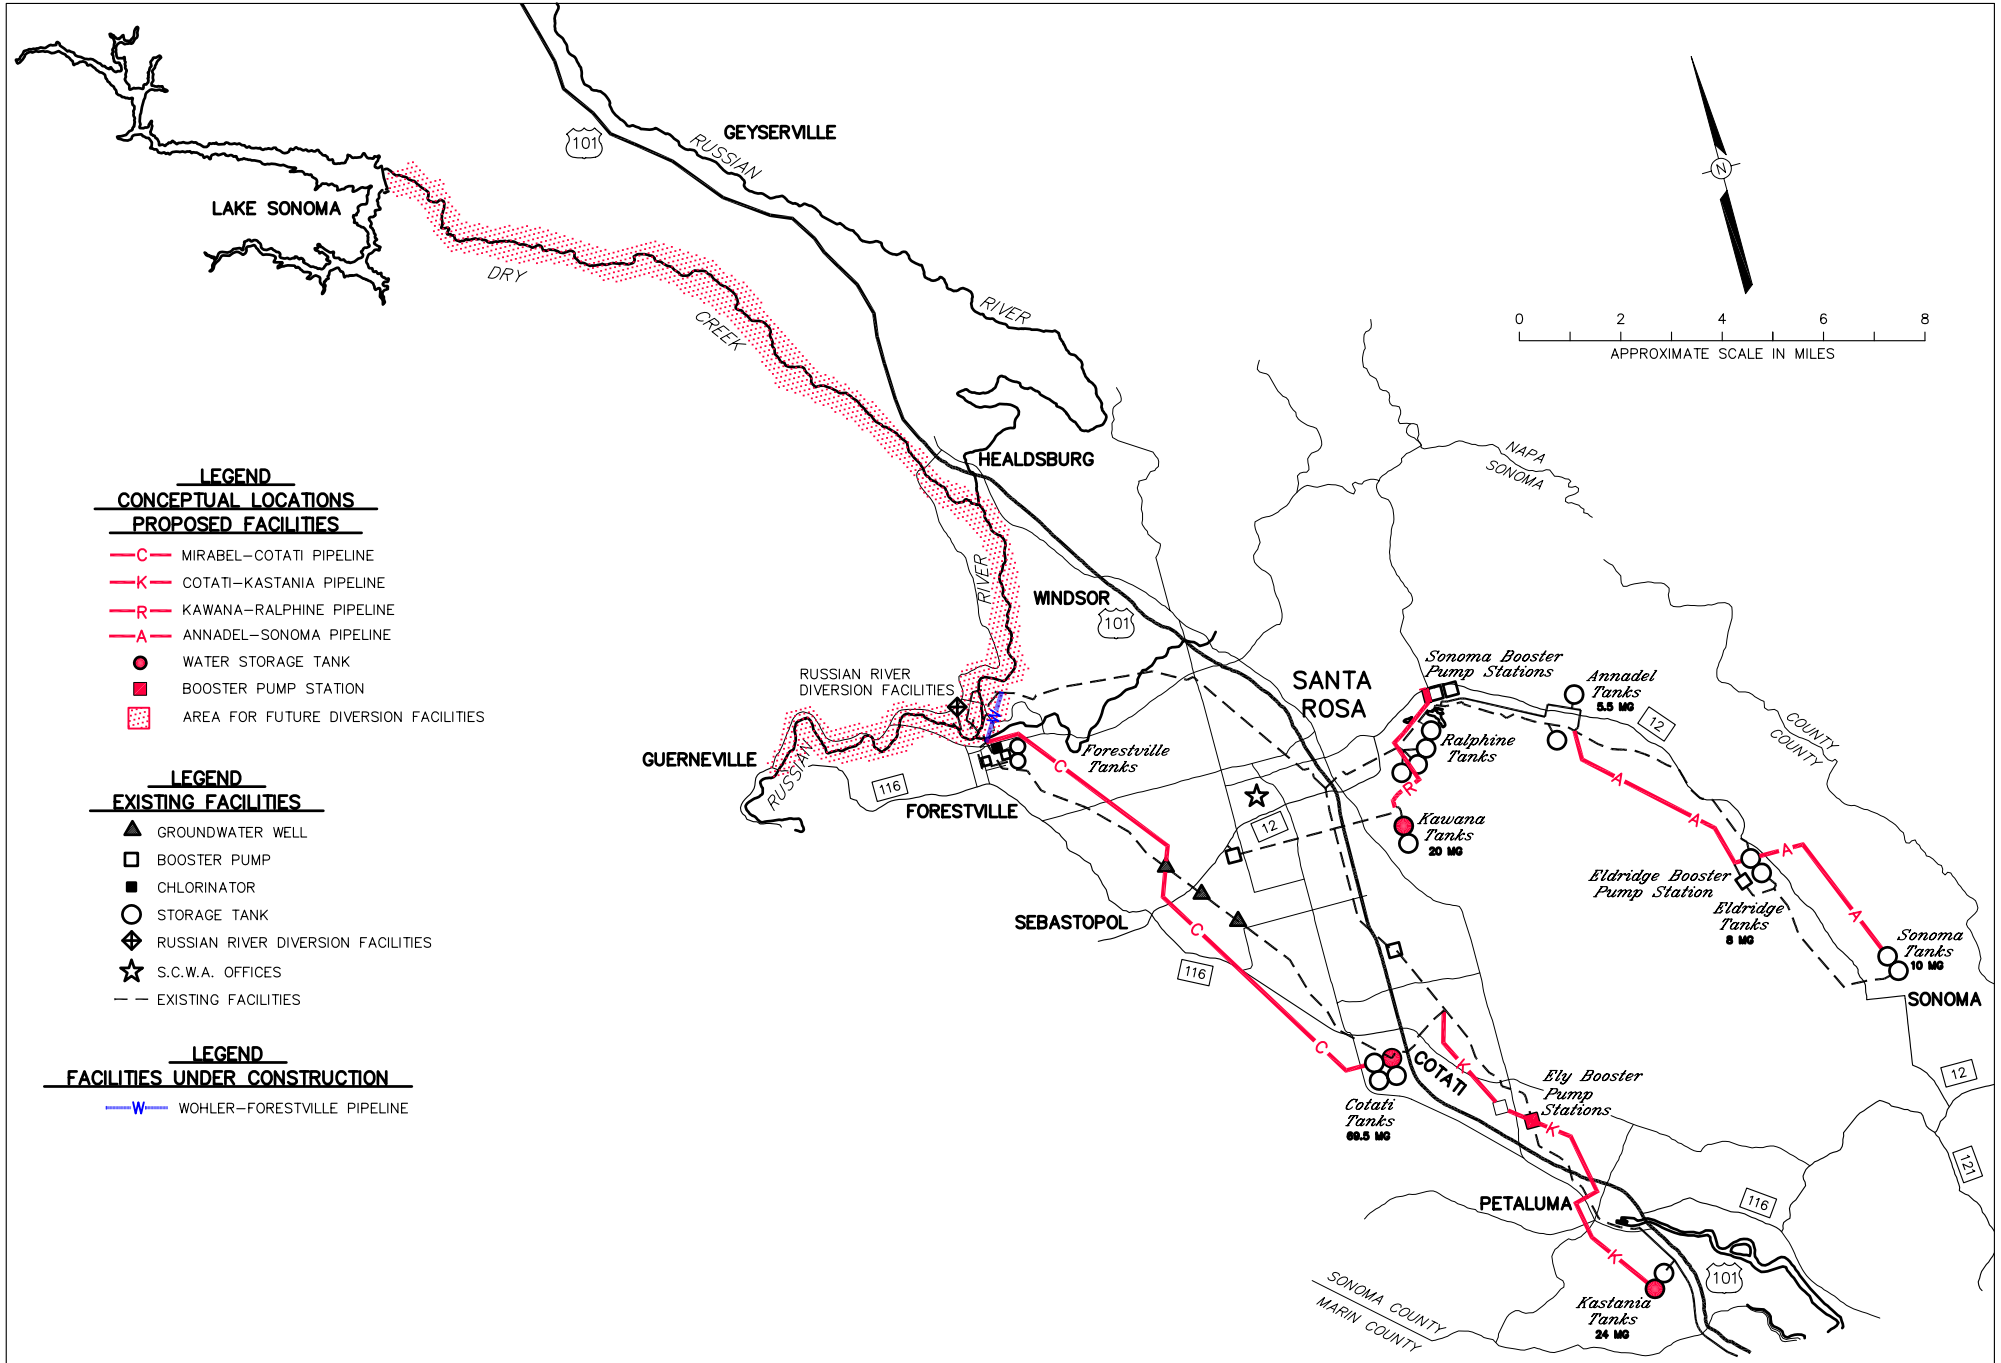 GEYSERVILLE
101
RUSSIAN
LAKE SONOMA
DRY
CREEK
RIVER
N
0 2 4 6 8
APPROXIMATE SCALE IN MILES
HEALDSBURG
NAPA
SONOMA
COUNTY
COUNTY
LEGEND
CONCEPTUAL LOCATIONS
PROPOSED FACILITIES
C MIRABEL-COTATI PIPELINE
K COTATI-KASTANIA PIPELINE
R KAWANA-RALPHINE PIPELINE
A ANNADEL-SONOMA PIPELINE
WATER STORAGE TANK
BOOSTER PUMP STATION
AREA FOR FUTURE DIVERSION FACILITIES
LEGEND
EXISTING FACILITIES
GROUNDWATER WELL
BOOSTER PUMP
CHLORINATOR
STORAGE TANK
RUSSIAN RIVER DIVERSION FACILITIES
S.C.W.A. OFFICES
EXISTING FACILITIES
LEGEND
FACILITIES UNDER CONSTRUCTION
W WOHLER-FORESTVILLE PIPELINE
RIVER
WINDSOR
101
RUSSIAN RIVER
DIVERSION FACILITIES
W
GUERNEVILLE
RUSSIAN
116
FORESTVILLE
Forestville
Tanks
C
SANTA
ROSA
Sonoma Booster
Pump Stations
Annadel
Tanks
5.5 MG
12
Ralphine
Tanks
R
12
Kawana
Tanks
20 MG
A
A
A
A
Eldridge Booster
Pump Station
Eldridge
Tanks
8 MG
Sonoma
Tanks
10 MG
SONOMA
SEBASTOPOL
C
116
C
COTATI
Cotati
Tanks
69.5 MG
K
Ely Booster
Pump
Stations
K
12
121
116
PETALUMA
K
101
Kastania
Tanks
24 MG
SONOMA COUNTY
MARIN COUNTY